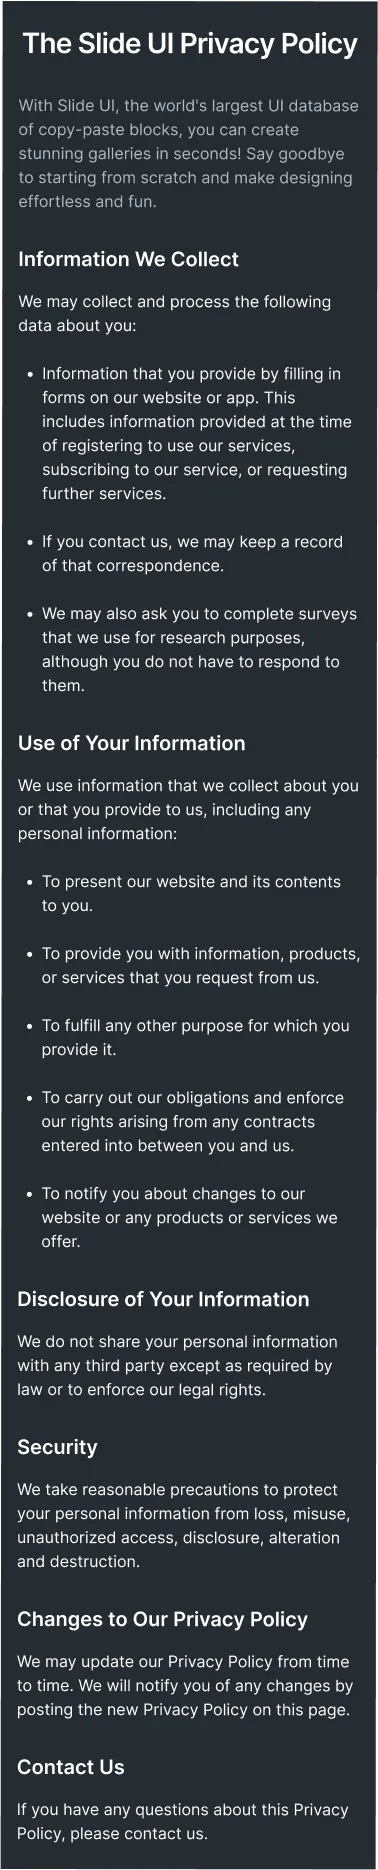 The Slide UI Privacy Policy
With Slide UI, the world's largest UI database
of copy-paste blocks, you can create
stunning galleries in seconds! Say goodbye
to starting from scratch and make designing
effortless and fun.
Information We Collect
We may collect and process the following
data about you:
• Information that you provide by filling in
forms on our website or app. This
includes information provided at the time
of registering to use our services,
subscribing to our service, or requesting
further services.
• If you contact us, we may keep a record
of that correspondence.
• We may also ask you to complete surveys
that we use for research purposes,
although you do not have to respond to
them.
Use of Your Information
We use information that we collect about you
or that you provide to us, including any
personal information:
• To present our website and its contents
to you.
• To provide you with information, products,
or services that you request from us.
• To fulfill any other purpose for which you
provide it.
• To carry out our obligations and enforce
our rights arising from any contracts
entered into between you and us.
• To notify you about changes to our
website or any products or services we
offer.
Disclosure of Your Information
We do not share your personal information
with any third party except as required by
law or to enforce our legal rights.
Security
We take reasonable precautions to protect
your personal information from loss, misuse,
unauthorized access, disclosure, alteration
and destruction.
Changes to Our Privacy Policy
We may update our Privacy Policy from time
to time. We will notify you of any changes by
posting the new Privacy Policy on this page.
Contact Us
If you have any questions about this Privacy
Policy, please contact us.